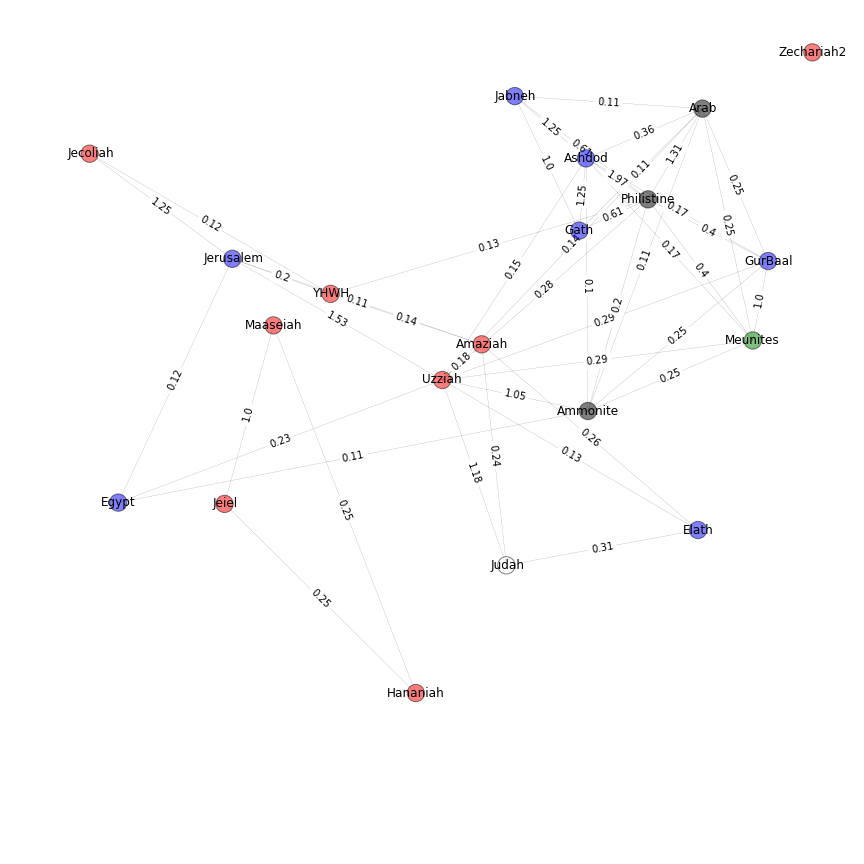 Zechariah2
Jabneh
0.11
Arab
1.25
0.36
0.61
Jecoliah
Ashdod
1.31
1.0
0.11
1.97
0.25
1.25
Philistine
1.25
0.12
0.61
0.17
0.25
0.4
Gath
0.14
0.13
0.17
Jerusalem
0.11
GurBaal
0.15
0.4
0.2
0.28
0.1
YHWH
0.11
0.2
1.0
Maaseiah
1.53
0.14
0.29
0.25
Amaziah
Meunites
0.18
0.29
Uzziah
0.12
0.25
1.05
Ammonite
1.0
0.23
0.26
0.11
0.24
0.13
1.18
Egypt
Jeiel
0.25
Elath
0.31
Judah
0.25
Hananiah